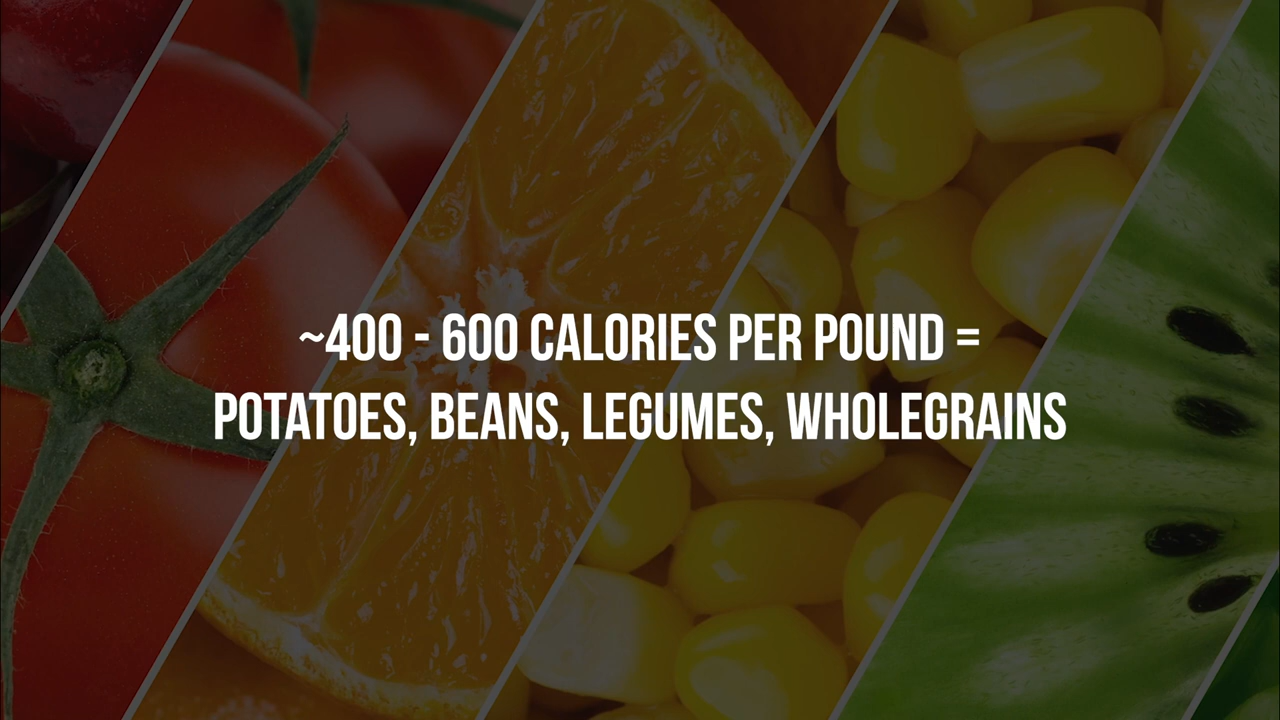 ~400 - 600 CALORIES PER POUND =
POTATOES, BEANS, LEGUMES, WHOLEGRAINS